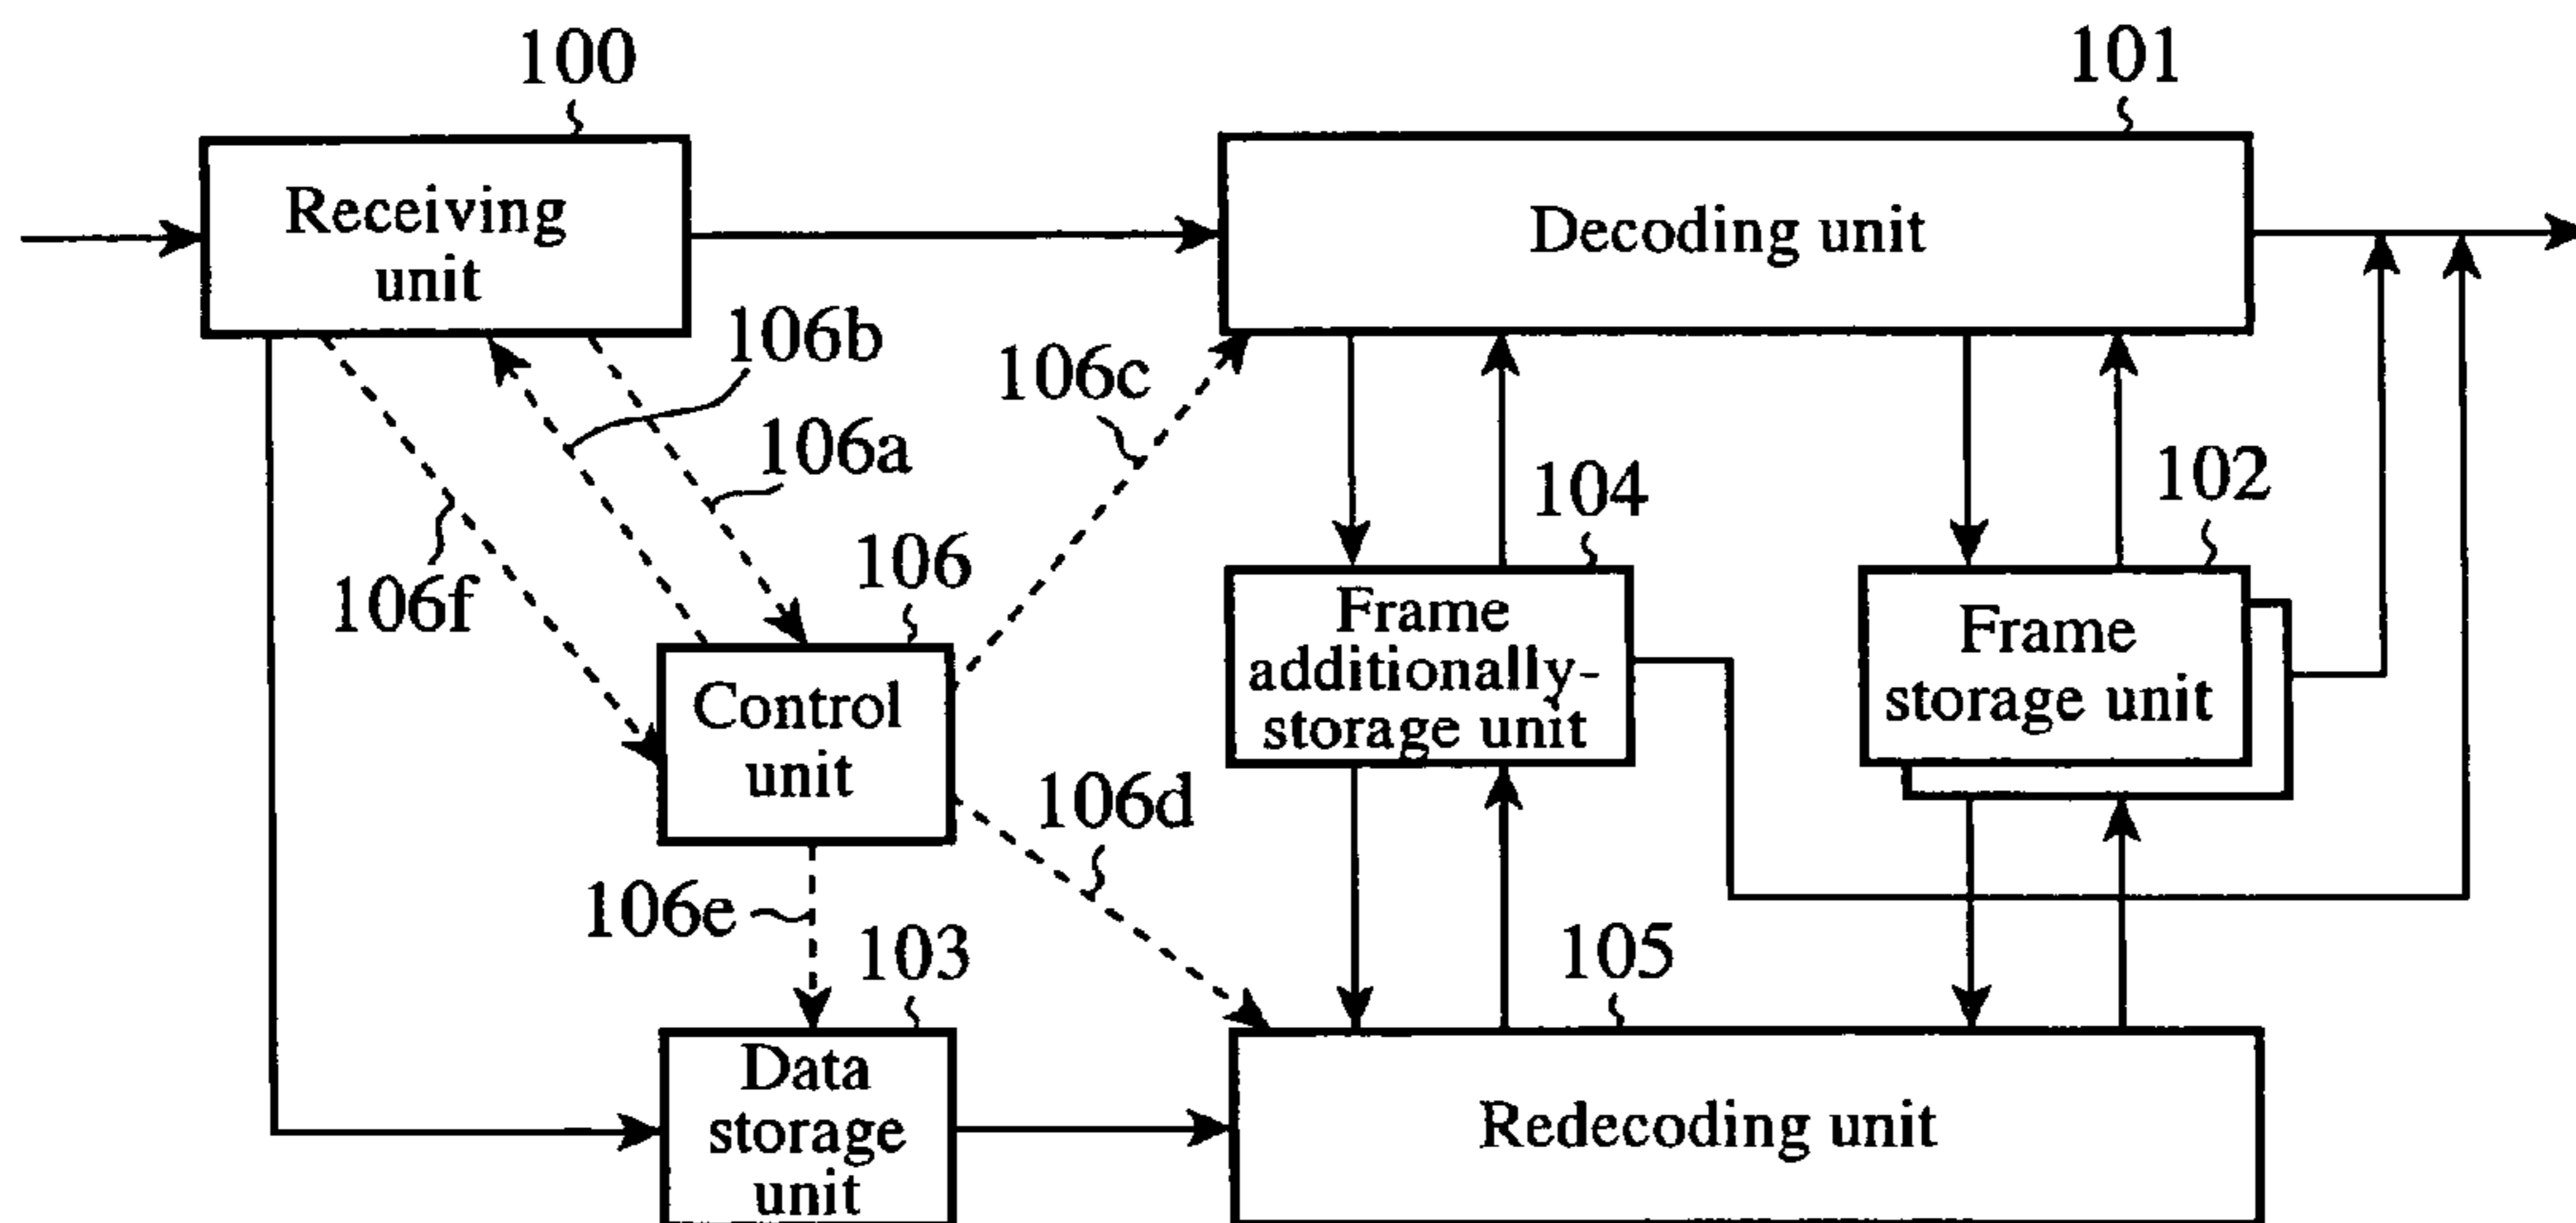 100
101
Receiving
unit
Decoding unit
106b
106c
106a
104
102
106
106f
Frame
additionally-
storage unit
Frame
storage unit
Control
unit
106d
106e
103
105
Data
storage
unit
Redecoding unit